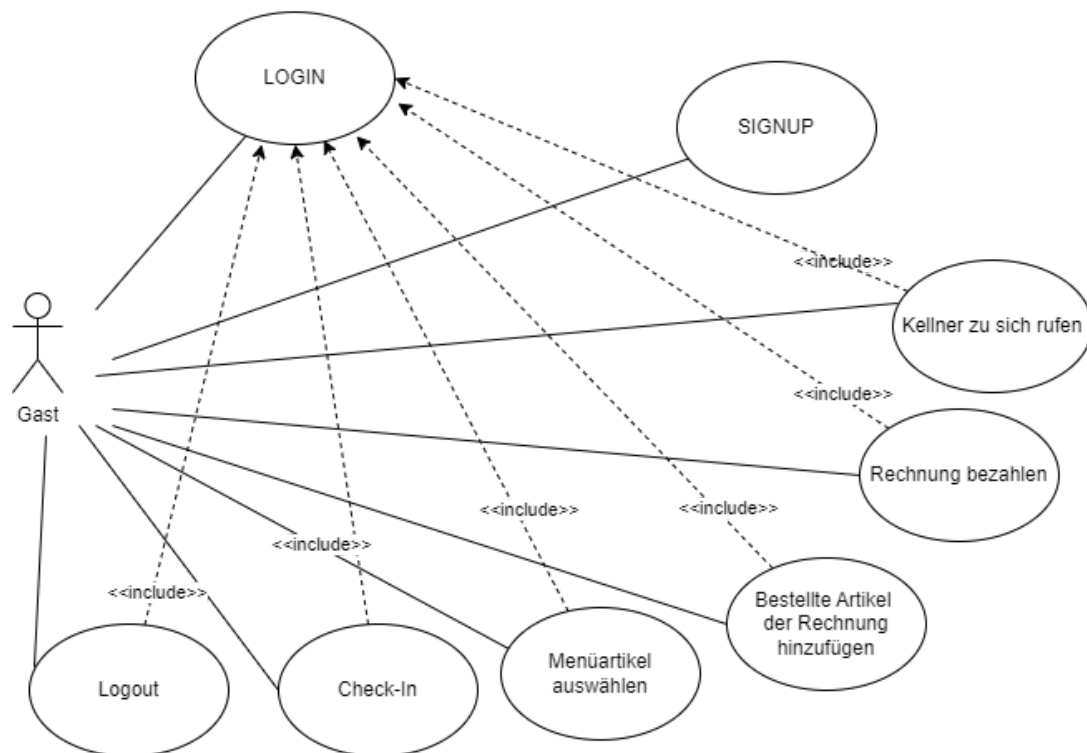 LOGIN
SIGNUP
<<include>>
Kellner zu sich rufen
<<include>>
Gast
Rechnung bezahlen
<<include>>
<<include>>
<<include>>
<<include>>
Bestellte Artikel
der Rechnung
hinzufügen
Menüartikel
auswählen
Logout
Check-In